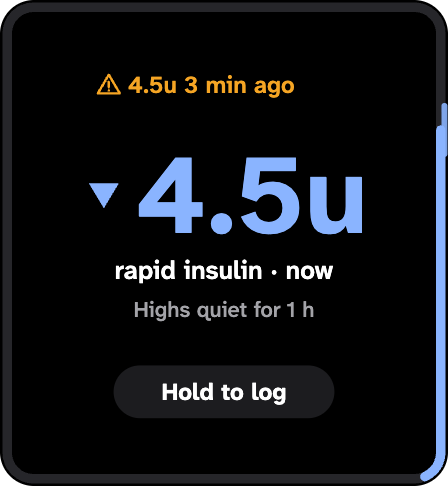 4.5u 3 min ago
4.5u
rapid insulin · now
Highs quiet for 1 h
Hold to log